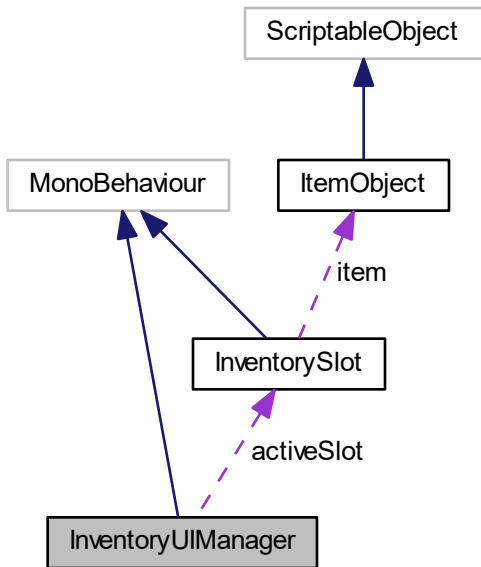 ScriptableObject
MonoBehaviour
ItemObject
item
InventorySlot
activeSlot
InventoryUIManager